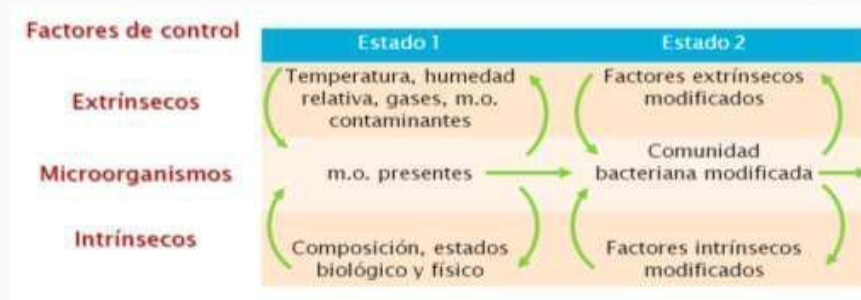 Factores de control
Estado 1
Estado 2
Extrínsecos
Temperatura, humedad
relativa, gases, m.o.
contaminantes
Factores extrínsecos
modificados
Microorganismos
m.o. presentes
Comunidad
bacteriana modificada
Intrínsecos
Composición, estados
biológico y físico
Factores intrínsecos
modificados